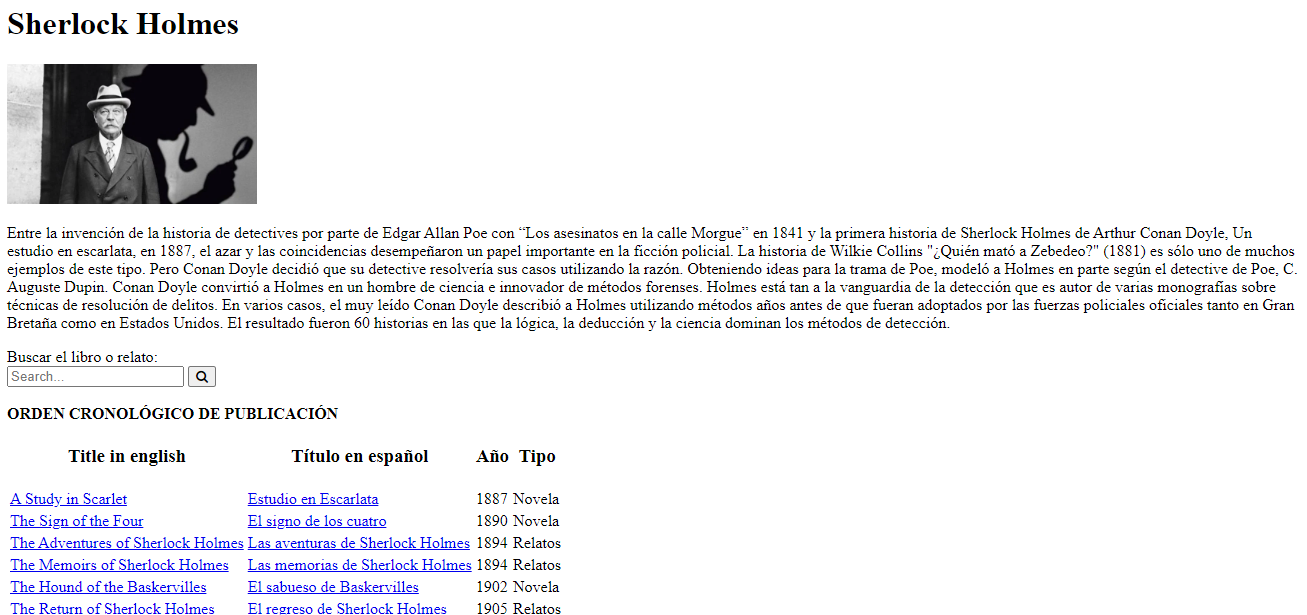 Sherlock Holmes
Entre la invención de la historia de detectives por parte de Edgar Allan Poe con “Los asesinatos en la calle Morgue” en 1841 y la primera historia de Sherlock Holmes de Arthur Conan Doyle, Un
estudio en escarlata, en 1887, el azar y las coincidencias desempeñaron un papel importante en la ficción policial. La historia de Wilkie Collins "¿Quién mató a Zebedeo?" (1881) es sólo uno de muchos
ejemplos de este tipo. Pero Conan Doyle decidió que su detective resolvería sus casos utilizando la razón. Obteniendo ideas para la trama de Poe, modeló a Holmes en parte según el detective de Poe, C.
Auguste Dupin. Conan Doyle convirtió a Holmes en un hombre de ciencia e innovador de métodos forenses. Holmes está tan a la vanguardia de la detección que es autor de varias monografías sobre
técnicas de resolución de delitos. En varios casos, el muy leído Conan Doyle describió a Holmes utilizando métodos años antes de que fueran adoptados por las fuerzas policiales oficiales tanto en Gran
Bretaña como en Estados Unidos. El resultado fueron 60 historias en las que la lógica, la deducción y la ciencia dominan los métodos de detección.
Buscar el libro o relato:
Search...
ORDEN CRONOLÓGICO DE PUBLICACIÓN
Title in english Título en español Año Tipo
A Study in Scarlet Estudio en Escarlata 1887 Novela
The Sign of the Four El signo de los cuatro 1890 Novela
The Adventures of Sherlock Holmes Las aventuras de Sherlock Holmes 1894 Relatos
The Memoirs of Sherlock Holmes Las memorias de Sherlock Holmes 1894 Relatos
The Hound of the Baskervilles El sabueso de Baskervilles 1902 Novela
The Return of Sherlock Holmes El regreso de Sherlock Holmes 1905 Relatos